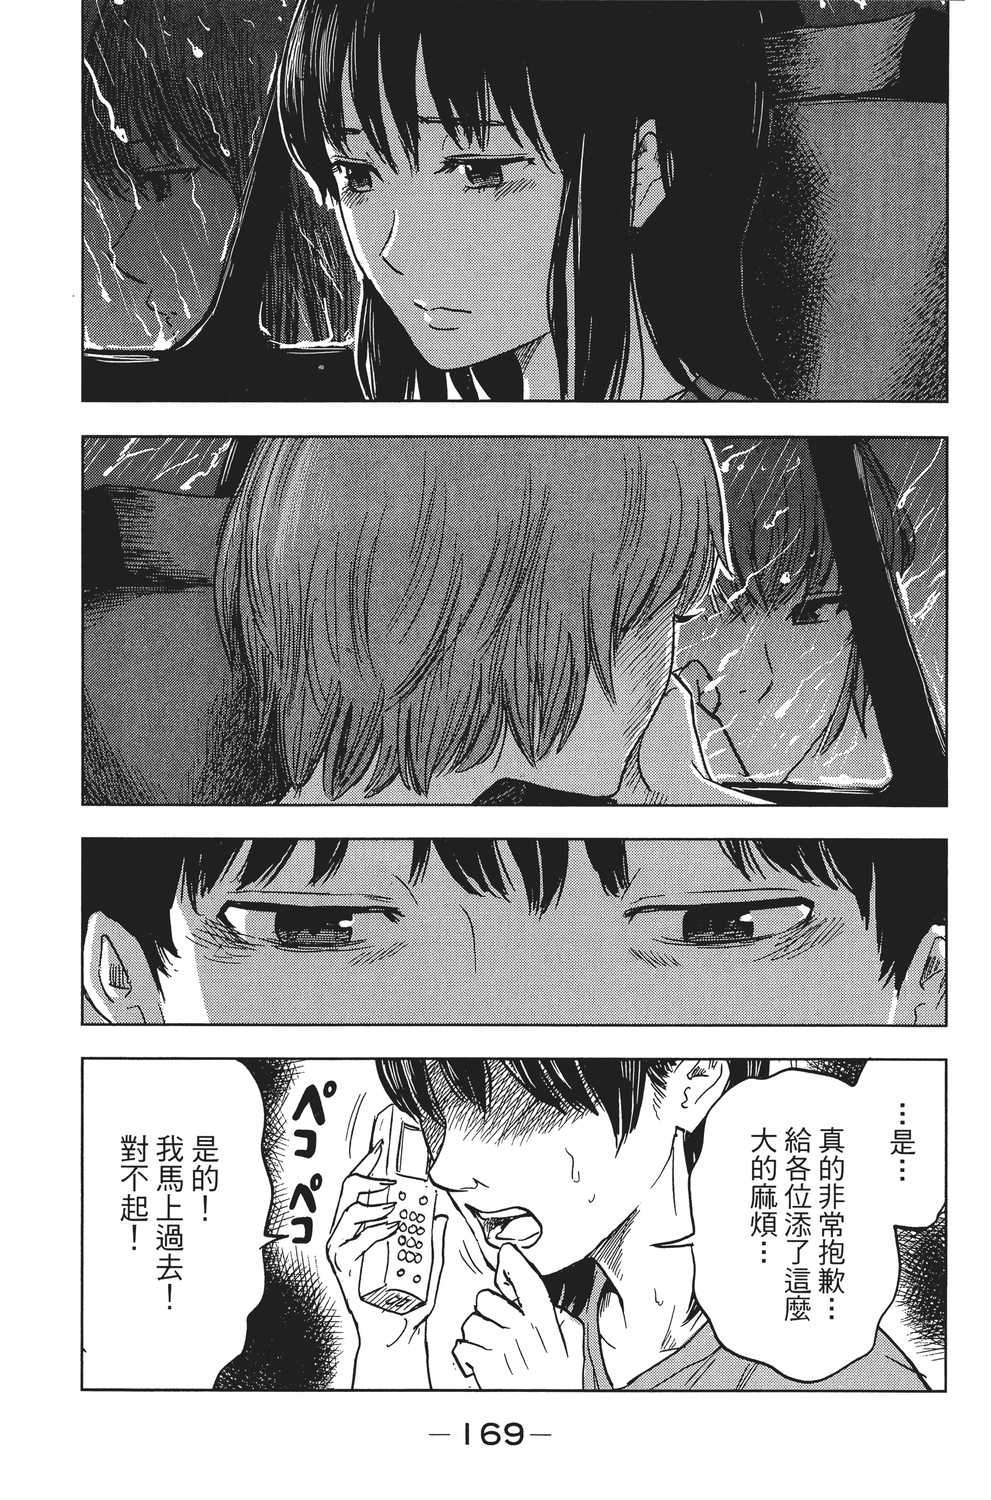 …是…
真的非常抱歉…
給各位添了這麼
大的麻煩…
ペコペコ
是的！
我馬上過去！
對不起！
—169—